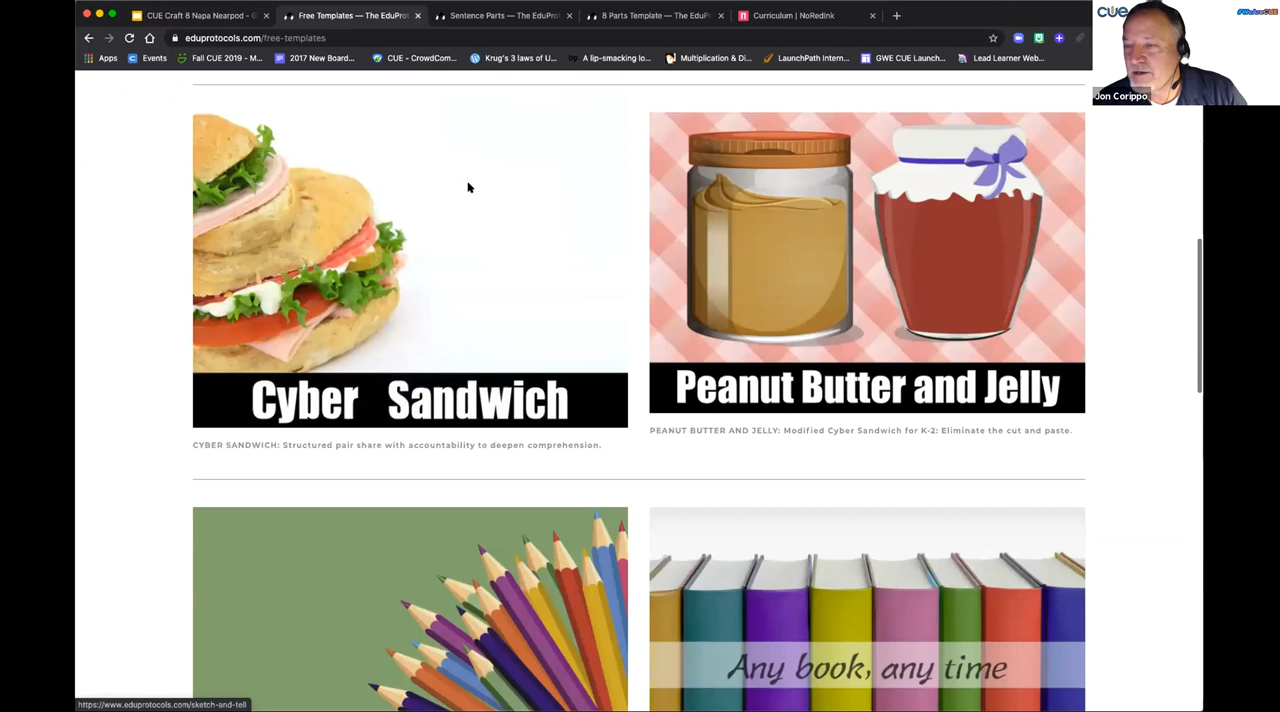 CUE Craft 8 Napa Nearpod - G
Free Templates — The EduProt
Sentence Parts — The EduProt
8 Parts Template — The EduPr
Curriculum | NoRedInk
eduprotocols.com/free-templates
Apps
Events
Fall CUE 2019 - M...
2017 New Board...
CUE - CrowdCom...
Krug's 3 laws of U...
A lip-smacking lo...
Multiplication & Di...
LaunchPath Intern...
GWE CUE Launch...
Lead Learner Web...
CUE
#WeAreCUE
Jon Corippo
Cyber Sandwich
CYBER SANDWICH: Structured pair share with accountability to deepen comprehension.
Peanut Butter and Jelly
PEANUT BUTTER AND JELLY: Modified Cyber Sandwich for K-2: Eliminate the cut and paste.
Any book, any time
https://www.eduprotocols.com/sketch-and-tell